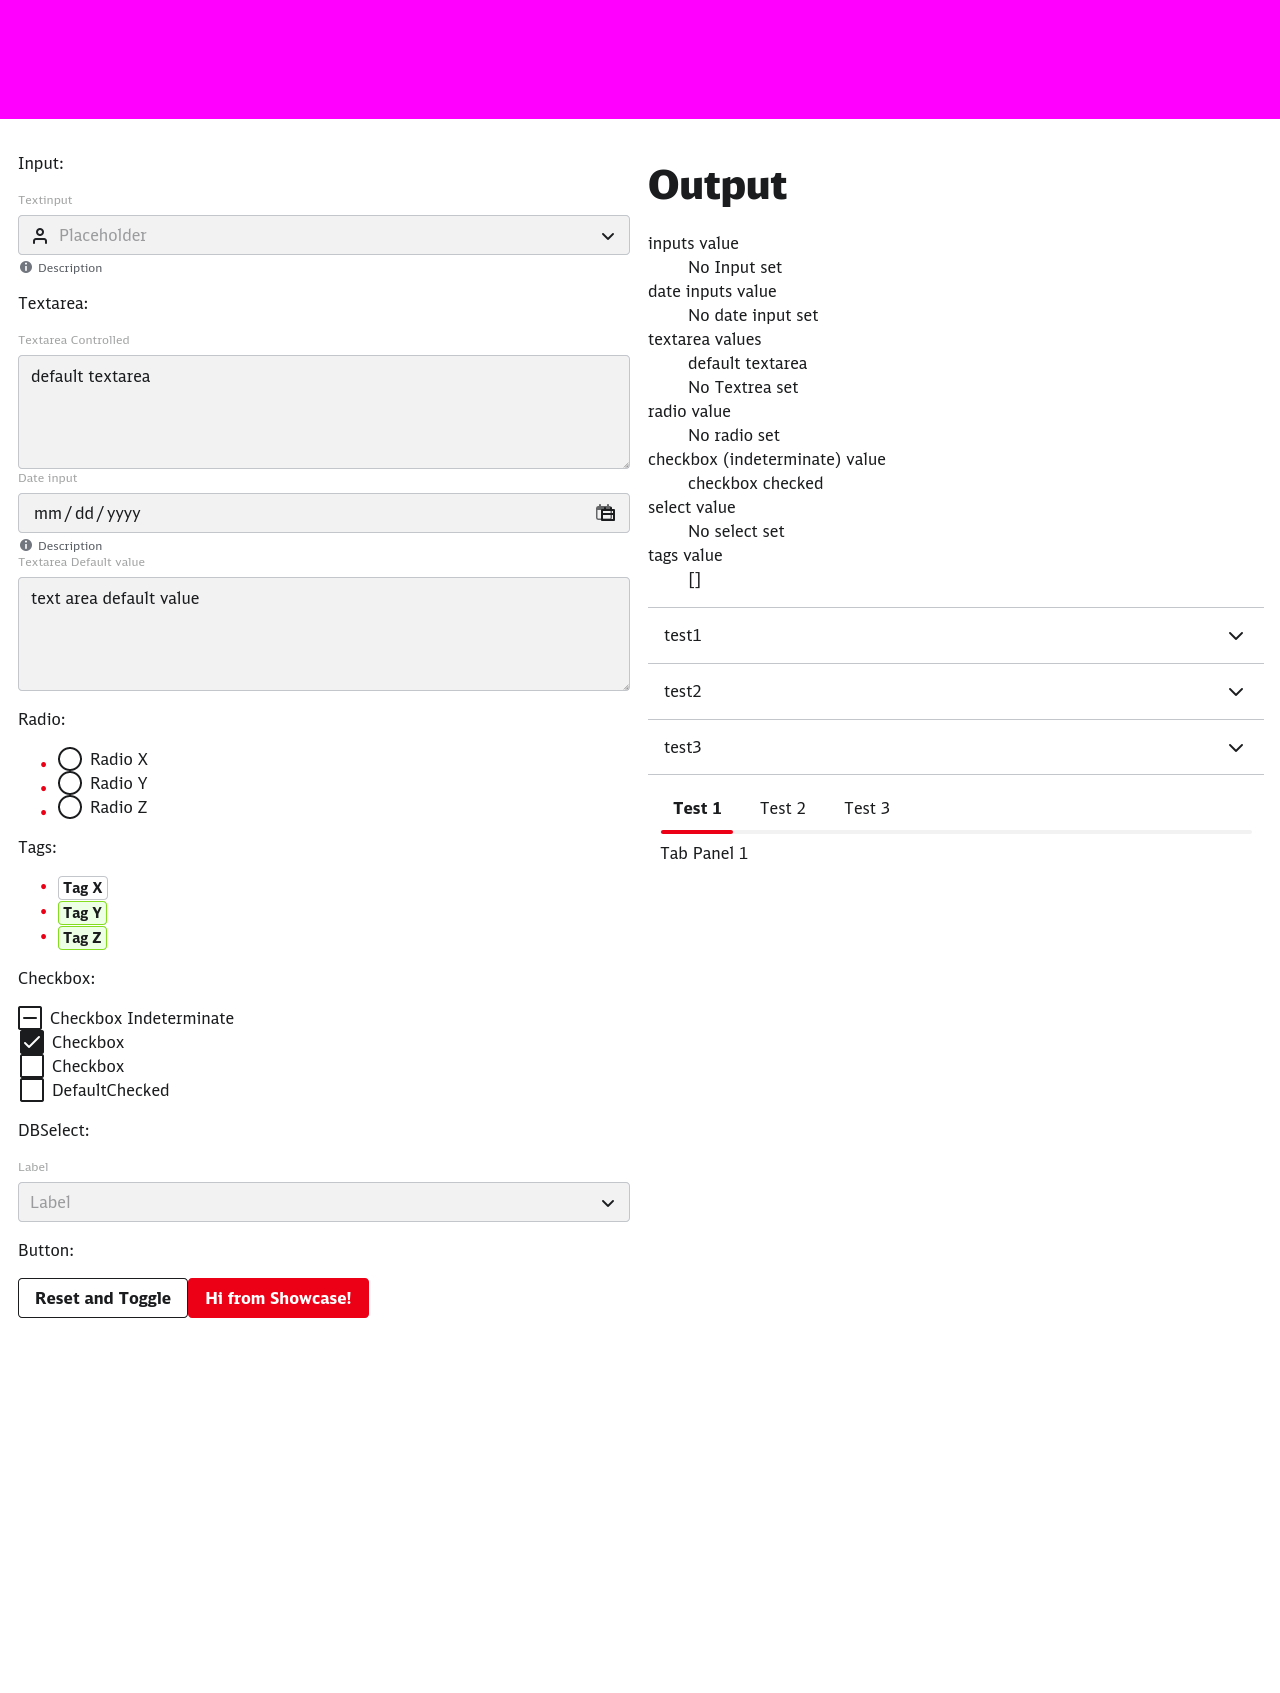 Input:
Textinput
Placeholder
Description
Textarea:
Textarea Controlled
default textarea
Date input
mm/dd/yyyy
Description
Textarea Default value
text area default value
Radio:
Radio X
Radio Y
Radio Z
Tags:
Tag X
Tag Y
Tag Z
Checkbox:
Checkbox Indeterminate
Checkbox
Checkbox
DefaultChecked
DBSelect:
Label
Label
Button:
Reset and Toggle
Hi from Showcase!
Output
inputs value
No Input set
date inputs value
No date input set
textarea values
default textarea
No Textrea set
radio value
No radio set
checkbox (indeterminate) value
checkbox checked
select value
No select set
tags value
[]
test1
test2
test3
Test 1 Test 2 Test 3
Tab Panel 1